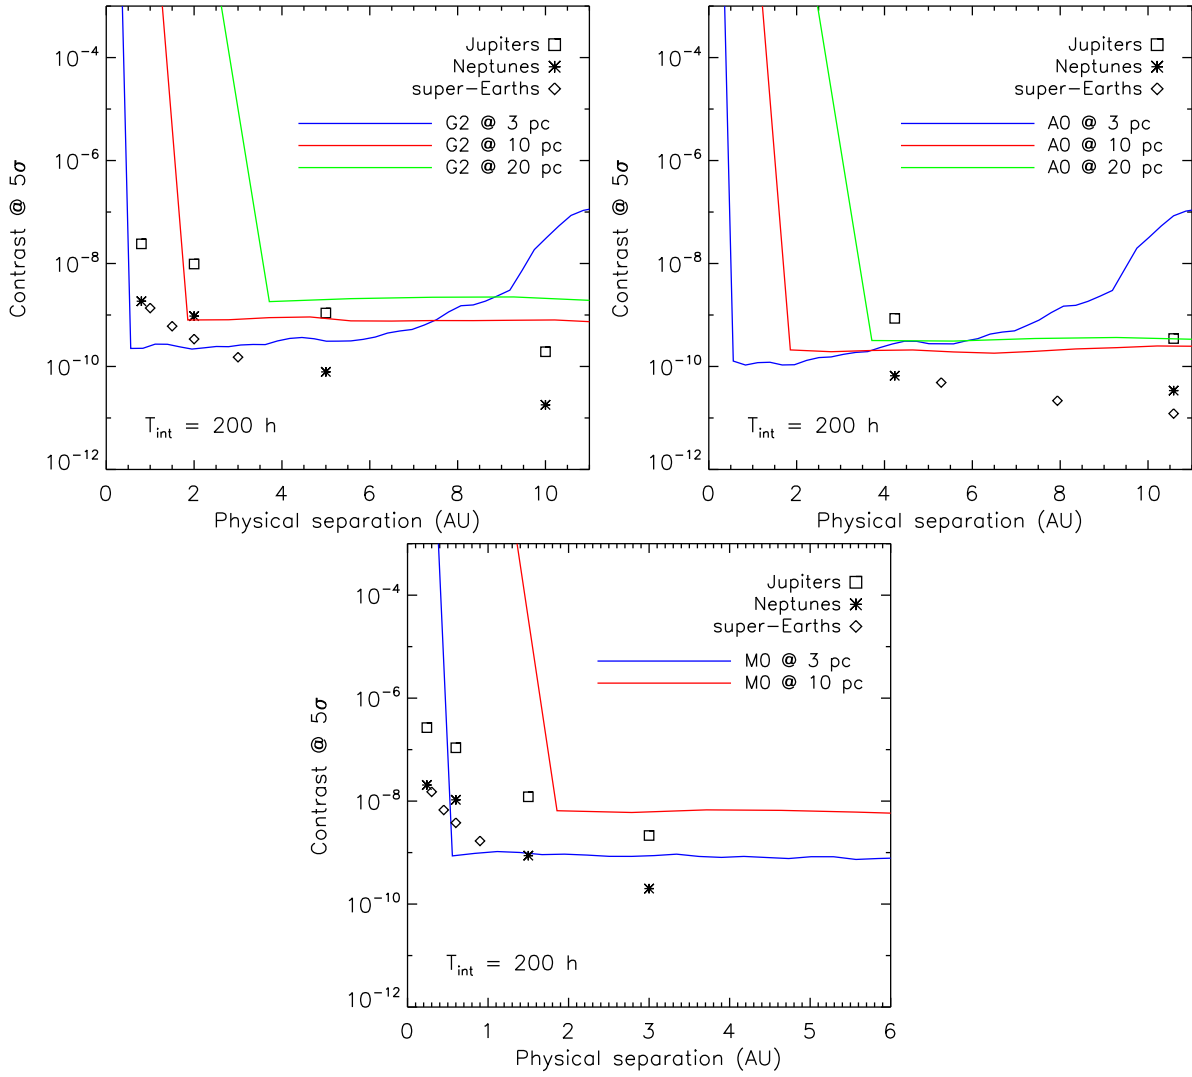 Contrast @ 5σ
10^-4
10^-6
10^-8
10^-10
10^-12
Jupiters
Neptunes
super-Earths
G2 @ 3 pc
G2 @ 10 pc
G2 @ 20 pc
T_int = 200 h
0 2 4 6 8 10
Physical separation (AU)
Contrast @ 5σ
10^-4
10^-6
10^-8
10^-10
10^-12
Jupiters
Neptunes
super-Earths
A0 @ 3 pc
A0 @ 10 pc
A0 @ 20 pc
T_int = 200 h
0 2 4 6 8 10
Physical separation (AU)
Contrast @ 5σ
10^-4
10^-6
10^-8
10^-10
10^-12
Jupiters
Neptunes
super-Earths
M0 @ 3 pc
M0 @ 10 pc
T_int = 200 h
0 1 2 3 4 5 6
Physical separation (AU)